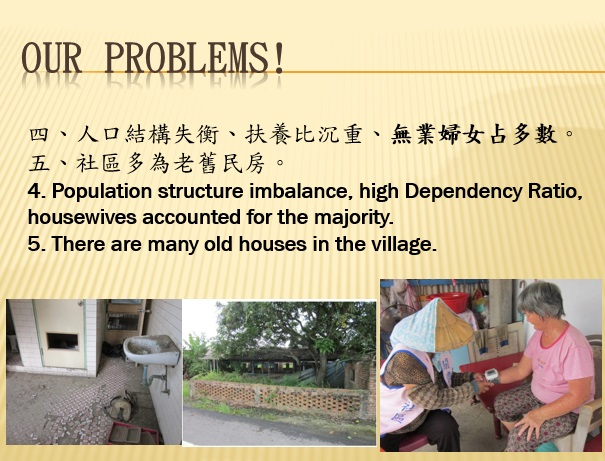 OUR PROBLEMS!
四、人口結構失衡、扶養比沉重、無業婦女占多數。
五、社區多為老舊民房。
4. Population structure imbalance, high Dependency Ratio,
housewives accounted for the majority.
5. There are many old houses in the village.